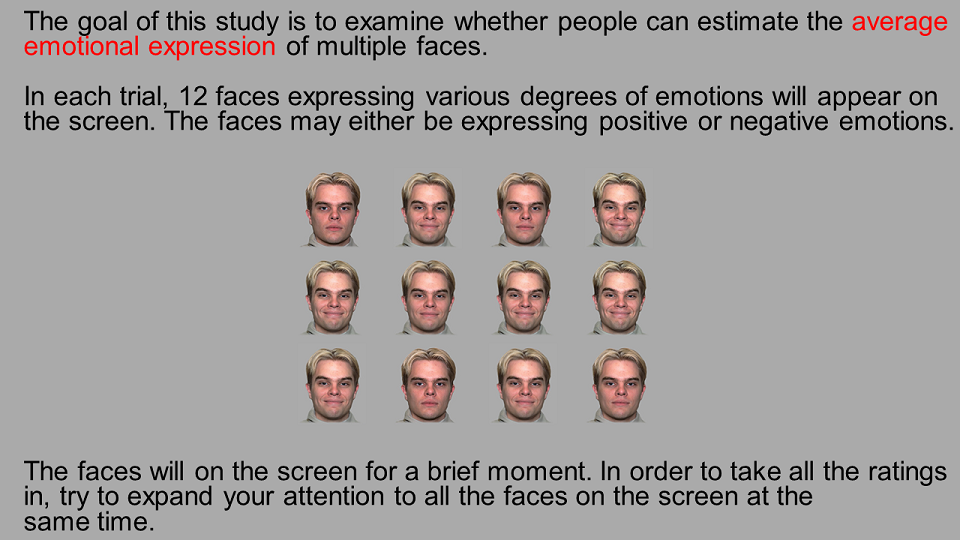 The goal of this study is to examine whether people can estimate the average
emotional expression of multiple faces.
In each trial, 12 faces expressing various degrees of emotions will appear on
the screen. The faces may either be expressing positive or negative emotions.
The faces will on the screen for a brief moment. In order to take all the ratings
in, try to expand your attention to all the faces on the screen at the
same time.